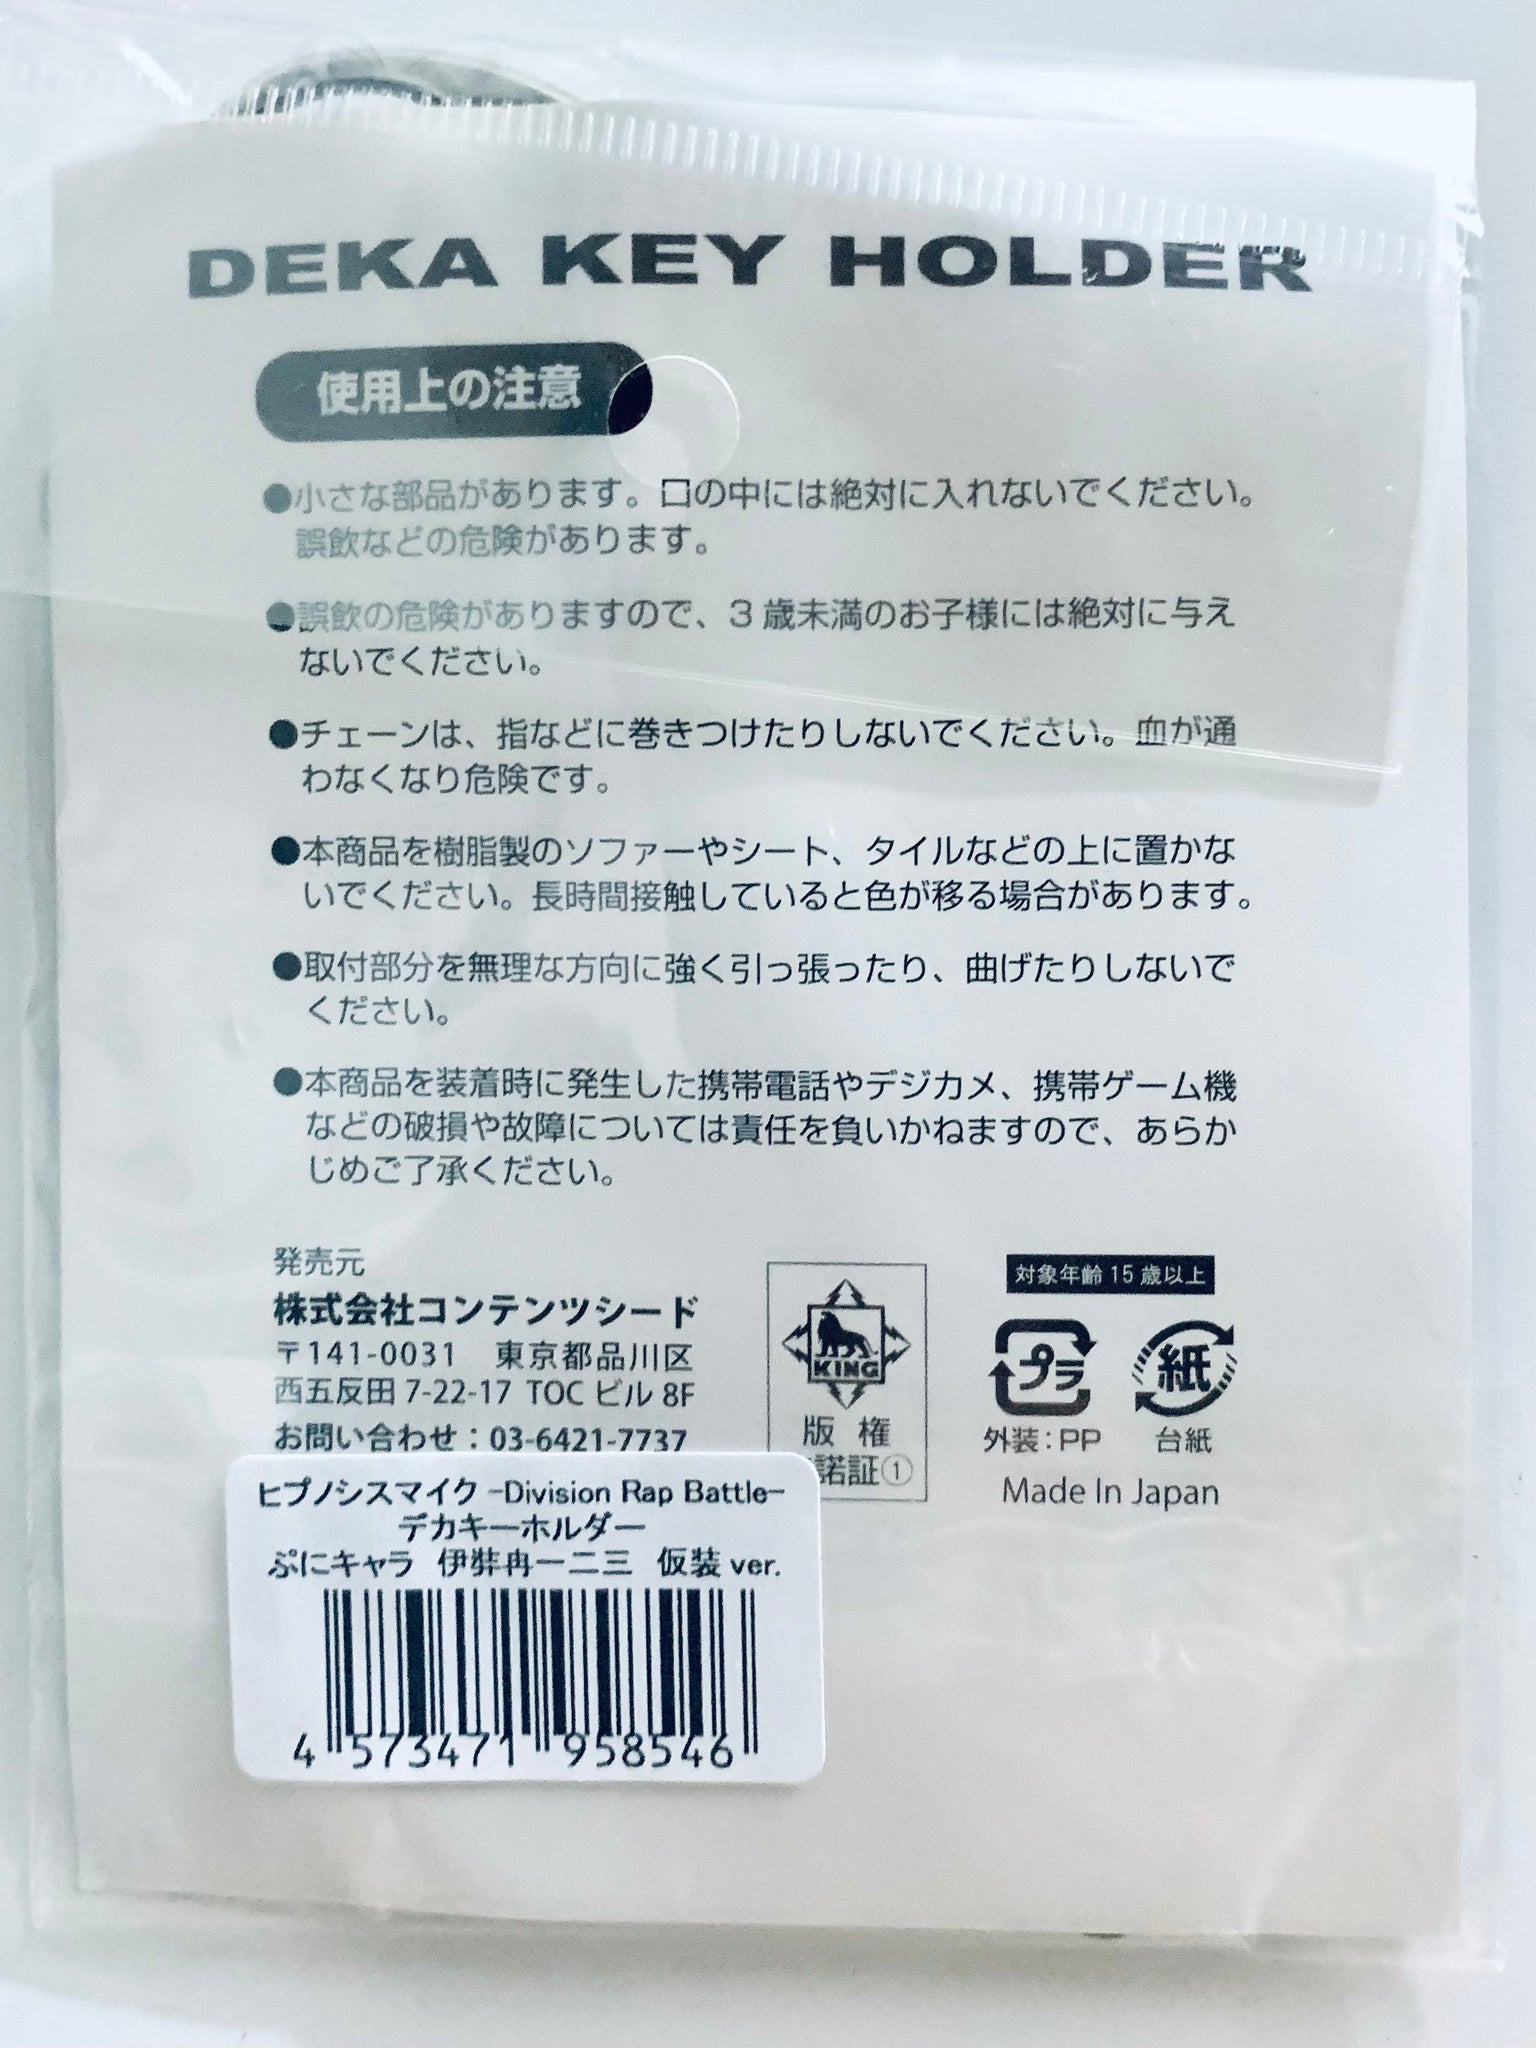 DEKA KEY HOLDER
使用上の注意
●小さな部品があります。口の中には絶対に入れないでください。
誤飲などの危険があります。
●誤飲の危険がありますので、3歳未満のお子様には絶対に与え
ないでください。
●チェーンは、指などに巻きつけたりしないでください。血が通
わなくなり危険です。
●本商品を樹脂製のソファーやシート、タイルなどの上に置かな
いでください。長時間接触していると色が移る場合があります。
●取付部分を無理な方向に強く引っ張ったり、曲げたりしないで
ください。
●本商品を装着時に発生した携帯電話やデジカメ、携帯ゲーム機
などの破損や故障については責任を負いかねますので、あらか
じめご了承ください。
発売元
株式会社コンテンツシード
〒141-0031 東京都品川区
西五反田 7-22-17 TOC ビル 8F
お問い合わせ：03-6421-7737
KING
版 権
諾証①
対象年齢 15 歳以上
プラ
紙
外装：PP
台紙
Made In Japan
ヒプノシスマイク -Division Rap Battle-
デカキーホルダー
ぷにキャラ 伊弉冉一二三 仮装 ver.
4 573471 958546